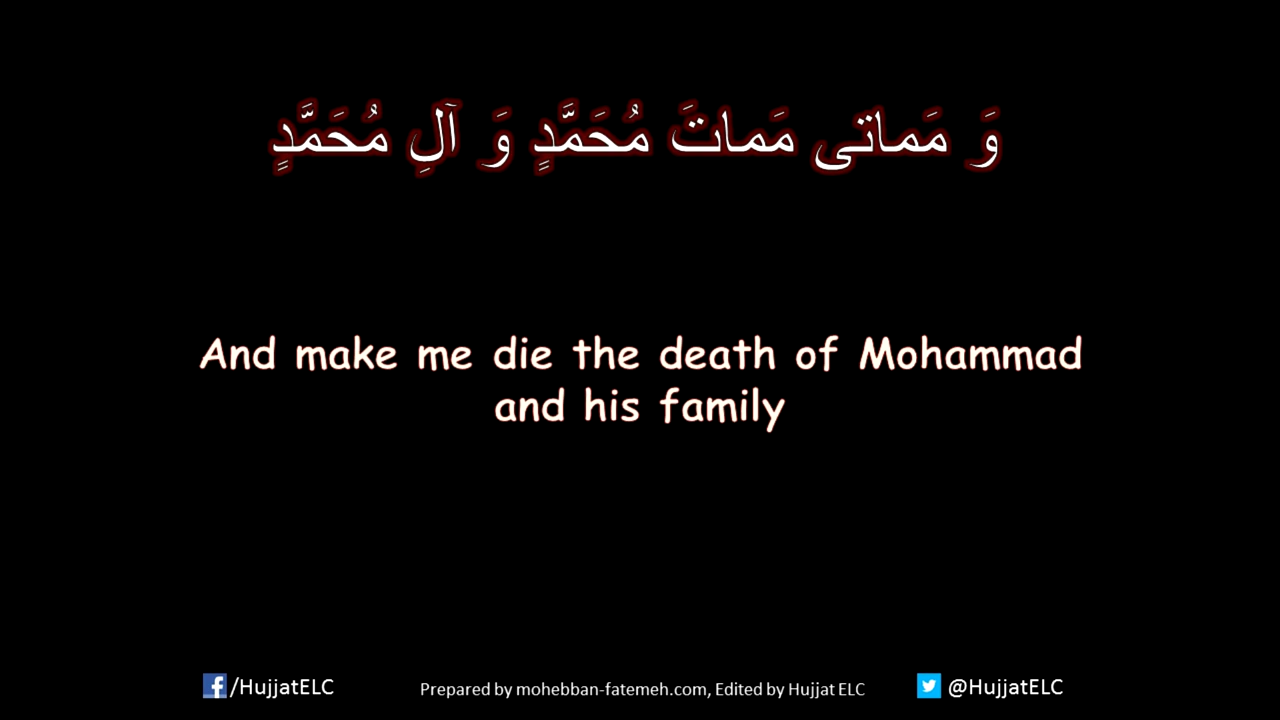 وَ مَماتی مَماتَ مُحَمَّدٍ وَ آلِ مُحَمَّدٍ
And make me die the death of Mohammad
and his family
/HujjatELC
Prepared by mohebban-fatemeh.com, Edited by Hujjat ELC
@HujjatELC